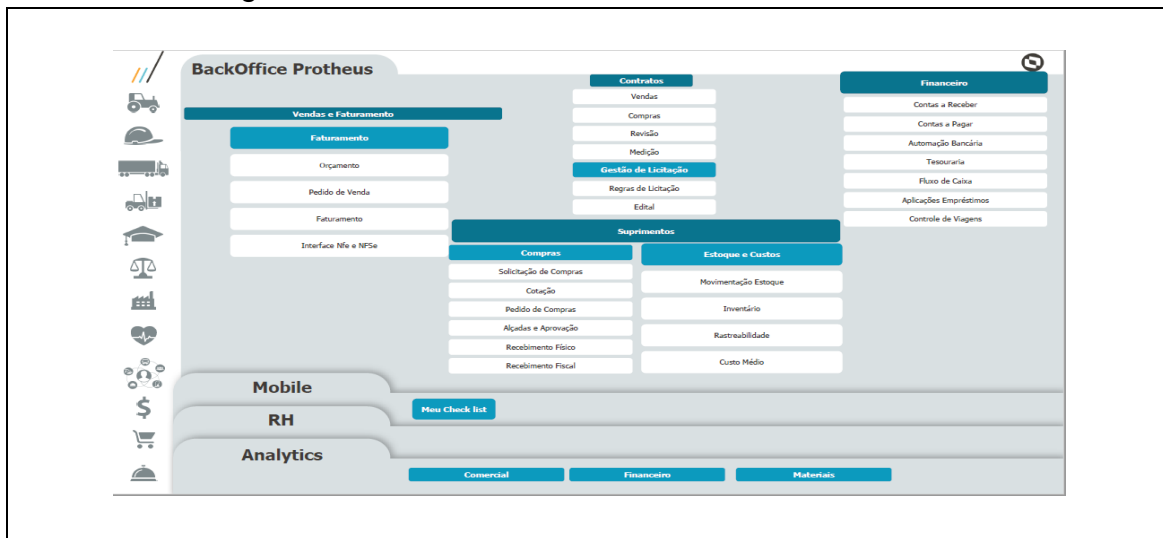 BackOffice Protheus
Vendas e Faturamento
Faturamento
Orçamento
Pedido de Venda
Faturamento
Interface Nfe e NFSe
Contratos
Vendas
Compras
Revisão
Medição
Gestão de Licitação
Regras de Licitação
Edital
Financeiro
Contas a Receber
Contas a Pagar
Automação Bancária
Tesouraria
Fluxo de Caixa
Aplicações Empréstimos
Controle de Viagens
Suprimentos
Compras
Solicitação de Compras
Cotação
Pedido de Compras
Alçadas e Aprovação
Recebimento Físico
Recebimento Fiscal
Estoque e Custos
Movimentação Estoque
Inventário
Rastreabilidade
Custo Médio
Mobile
Meu Check list
RH
Analytics
Comercial
Financeiro
Materiais